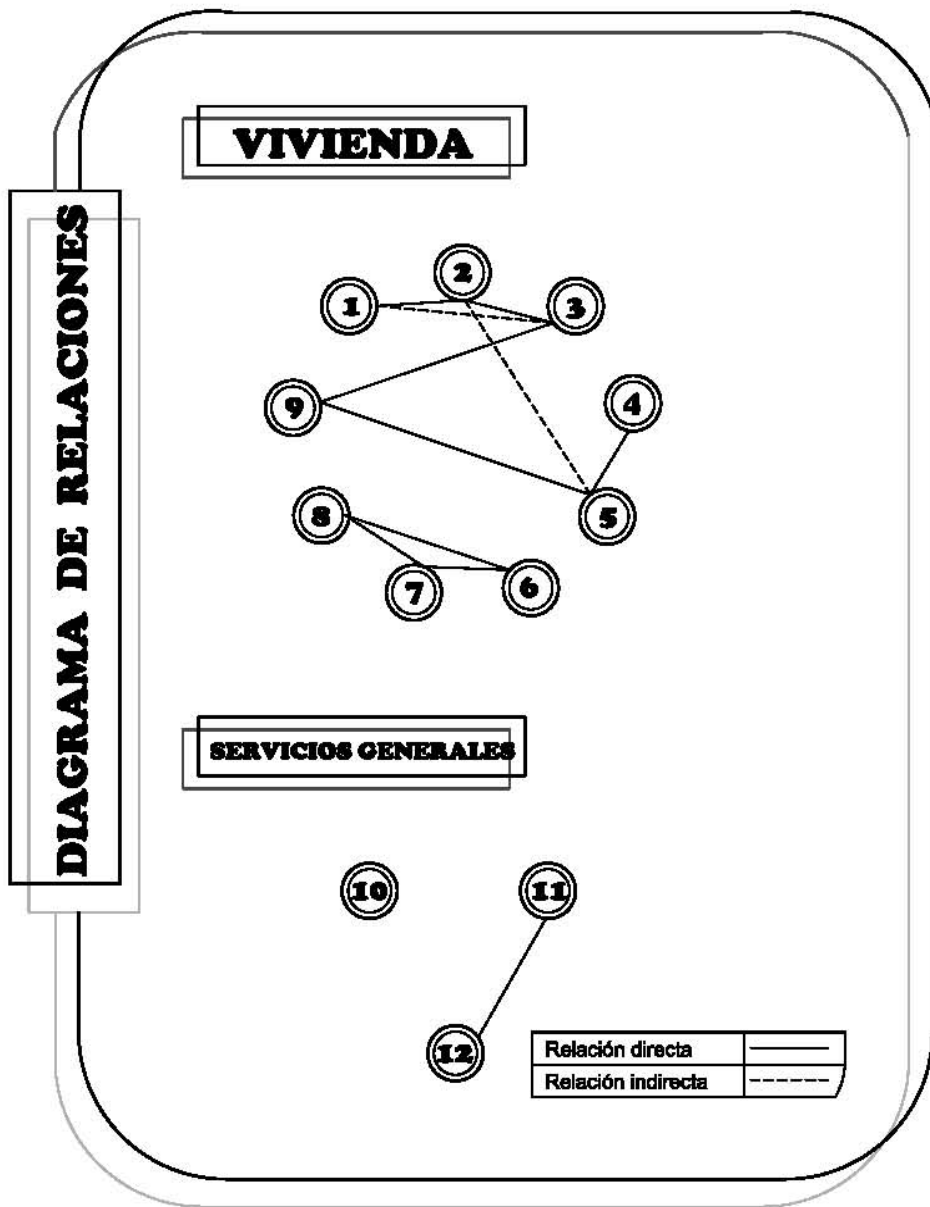 VIVIENDA
DIAGRAMA DE RELACIONES
2
1
3
9
4
8
5
7
6
SERVICIOS GENERALES
10
11
12
Relación directa
Relación indirecta